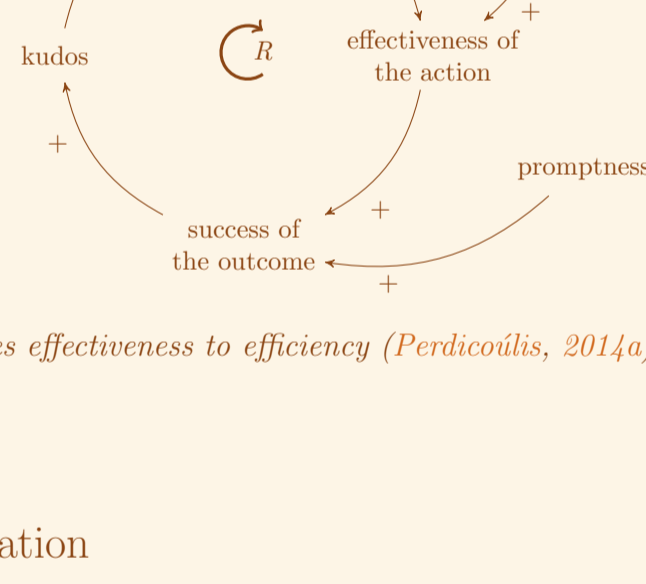 +
kudos
R
effectiveness of
the action
+
promptness
+
success of
the outcome
+
es effectiveness to efficiency (Perdicoúlis, 2014a)
ation